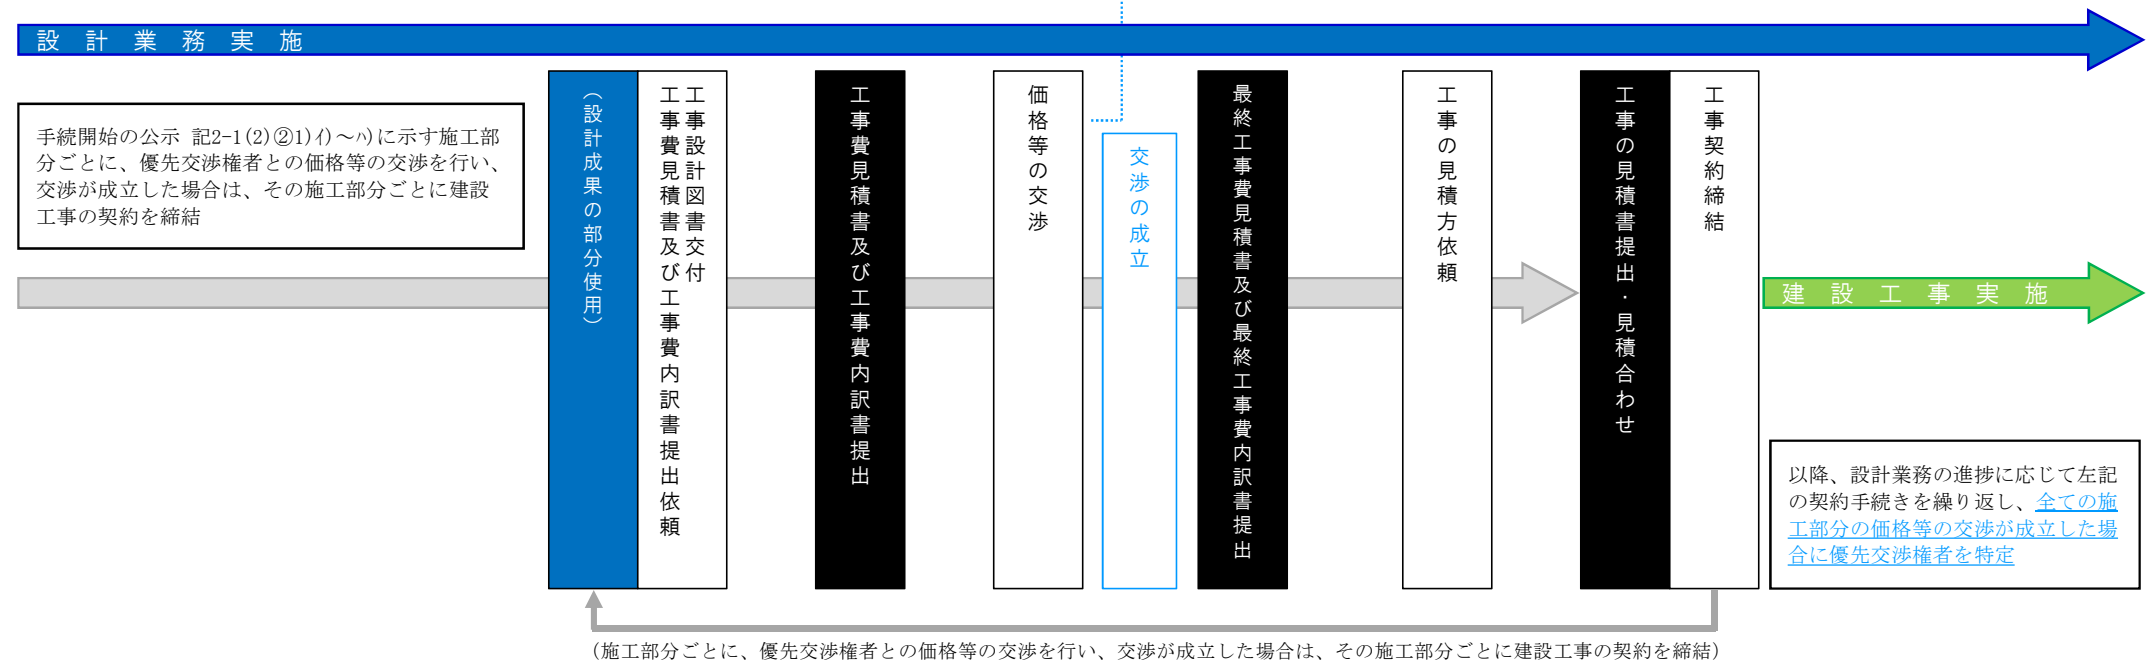 設計業務実施
手続開始の公示 記2-1(2)②1)ｲ)～ﾊ)に示す施工部
分ごとに、優先交渉権者との価格等の交渉を行い、
交渉が成立した場合は、その施工部分ごとに建設
工事の契約を締結
（設計成果の部分使用）
工事設計図書交付
工事費見積書及び工事費内訳書提出依頼
工事費見積書及び工事費内訳書提出
価格等の交渉
交渉の成立
最終工事費見積書及び最終工事費内訳書提出
工事の見積方依頼
工事の見積書提出・見積合わせ
工事契約締結
建設工事実施
以降、設計業務の進捗に応じて左記
の契約手続きを繰り返し、全ての施
工部分の価格等の交渉が成立した場
合に優先交渉権者を特定
（施工部分ごとに、優先交渉権者との価格等の交渉を行い、交渉が成立した場合は、その施工部分ごとに建設工事の契約を締結）